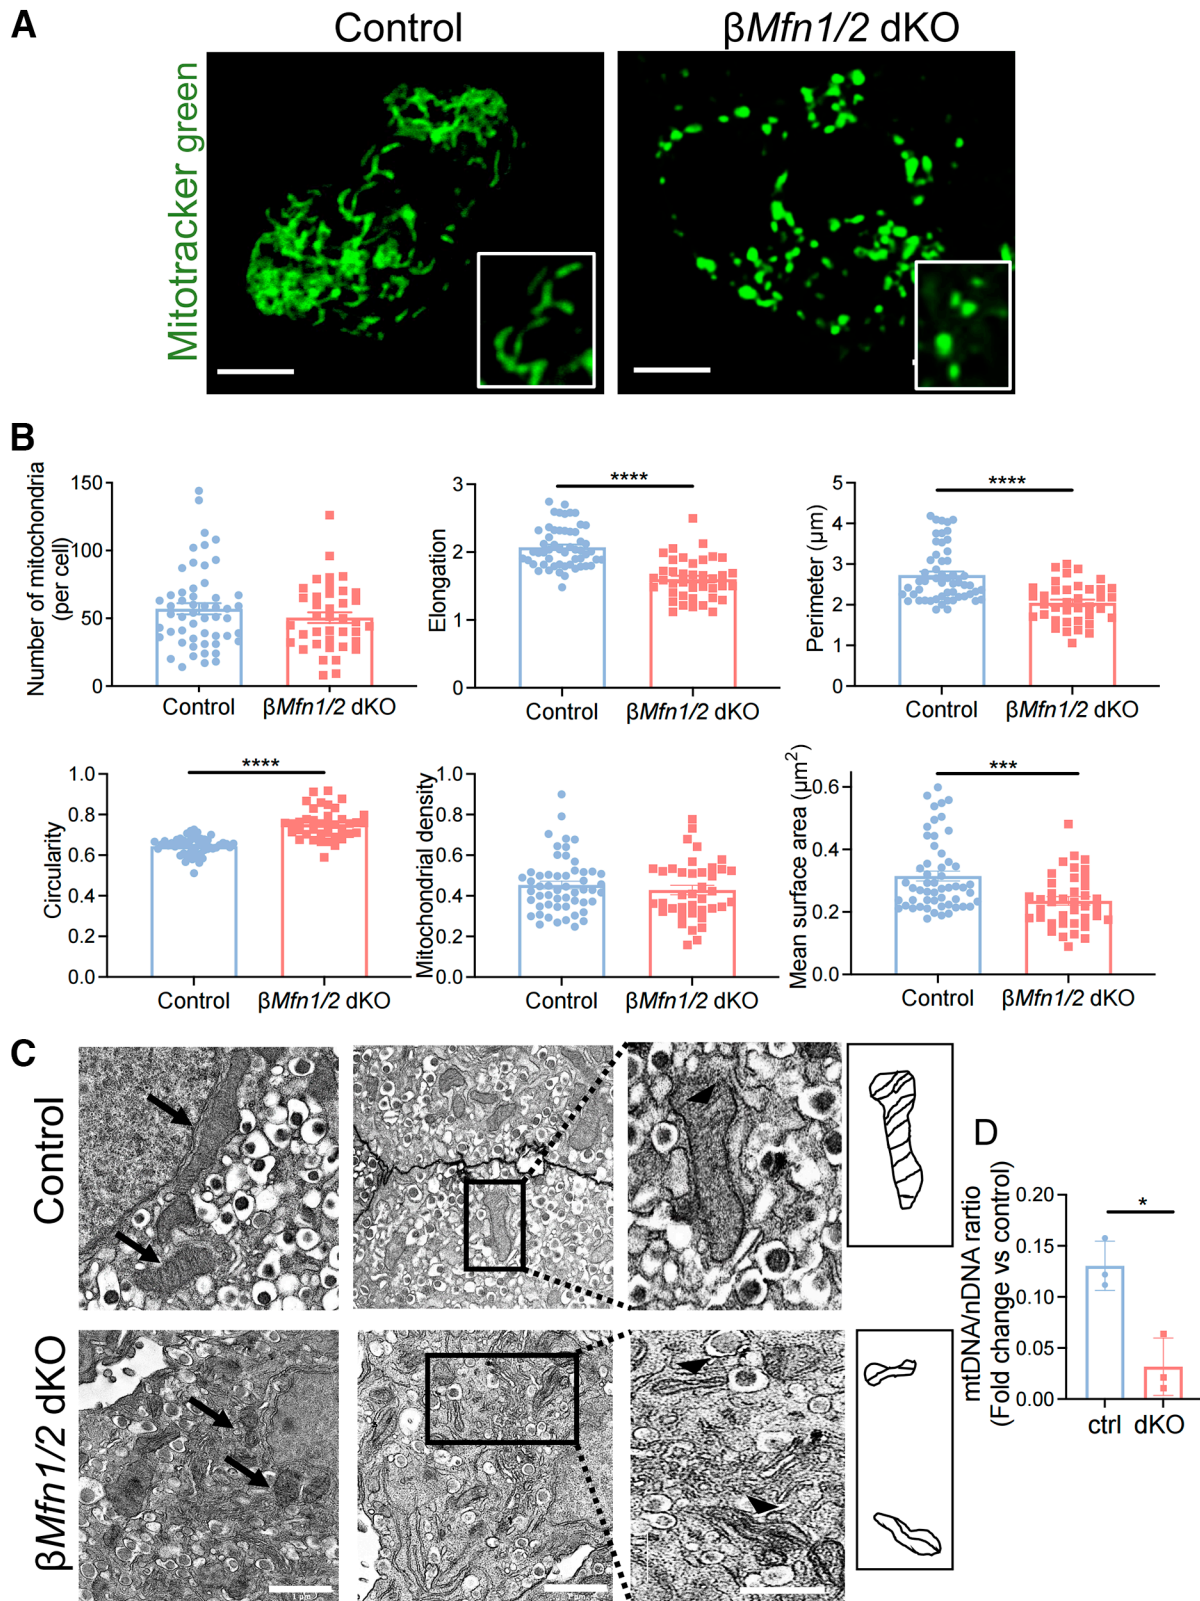 A
Control
βMfn1/2 dKO
Mitotracker green
B
Number of mitochondria
(per cell)
150
100
50
0
Control
βMfn1/2 dKO
Elongation
3
2
1
0
****
Control
βMfn1/2 dKO
Perimeter (μm)
5
4
3
2
1
0
****
Control
βMfn1/2 dKO
Circularity
1.0
0.8
0.6
0.4
0.2
0.0
****
Control
βMfn1/2 dKO
Mitochondrial density
1.0
0.8
0.6
0.4
0.2
0.0
Control
βMfn1/2 dKO
Mean surface area (μm²)
0.6
0.4
0.2
0.0
***
Control
βMfn1/2 dKO
C
Control
βMfn1/2 dKO
D
mtDNA/nDNA rartio
(Fold change vs control)
0.20
0.15
0.10
0.05
0.00
*
ctrl
dKO